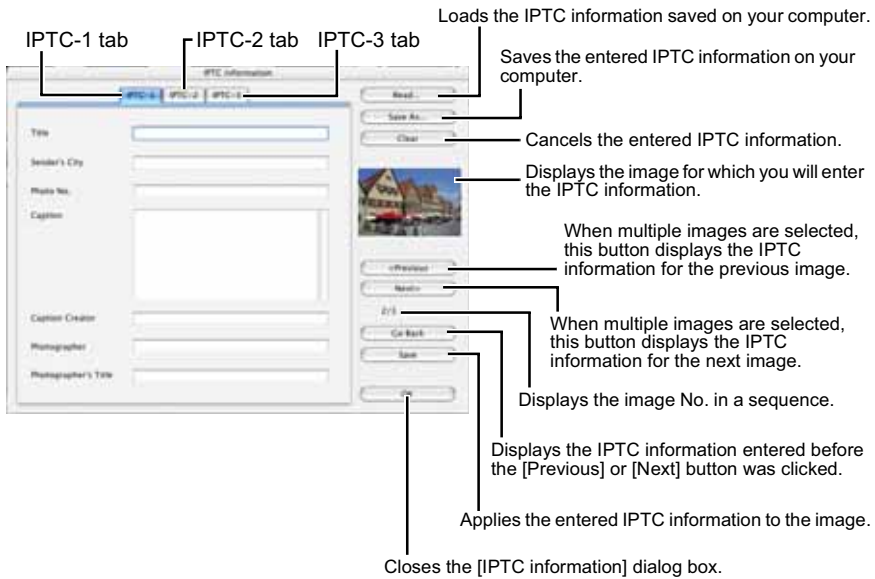 Loads the IPTC information saved on your computer.
IPTC-1 tab
IPTC-2 tab
IPTC-3 tab
Saves the entered IPTC information on your
computer.
IPTC Information
IPTC-1
IPTC-2
IPTC-3
Read...
Save As...
Clear
Cancels the entered IPTC information.
Title
Sender's City
Photo No.
Caption
Displays the image for which you will enter
the IPTC information.
When multiple images are selected,
this button displays the IPTC
information for the previous image.
<Previous
Next>
When multiple images are selected,
this button displays the IPTC
information for the next image.
Caption Creator
Photographer
Photographer's Title
Go Back
Save
OK
Displays the image No. in a sequence.
Displays the IPTC information entered before
the [Previous] or [Next] button was clicked.
Applies the entered IPTC information to the image.
Closes the [IPTC information] dialog box.